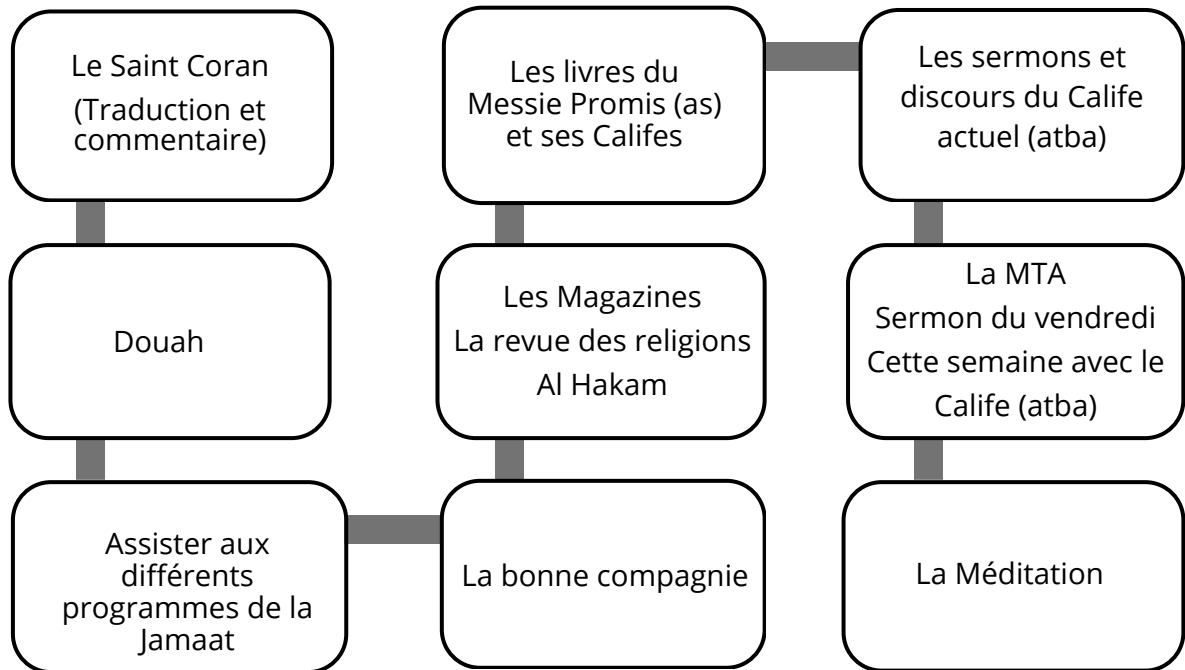 Le Saint Coran
(Traduction et
commentaire)
Douah
Assister aux
différents
programmes de la
Jamaat
La bonne compagnie
Les Magazines
La revue des religions
Al Hakam
Les livres du
Messie Promis (as)
et ses Califes
Les sermons et
discours du Calife
actuel (atba)
La MTA
Sermon du vendredi
Cette semaine avec le
Calife (atba)
La Méditation